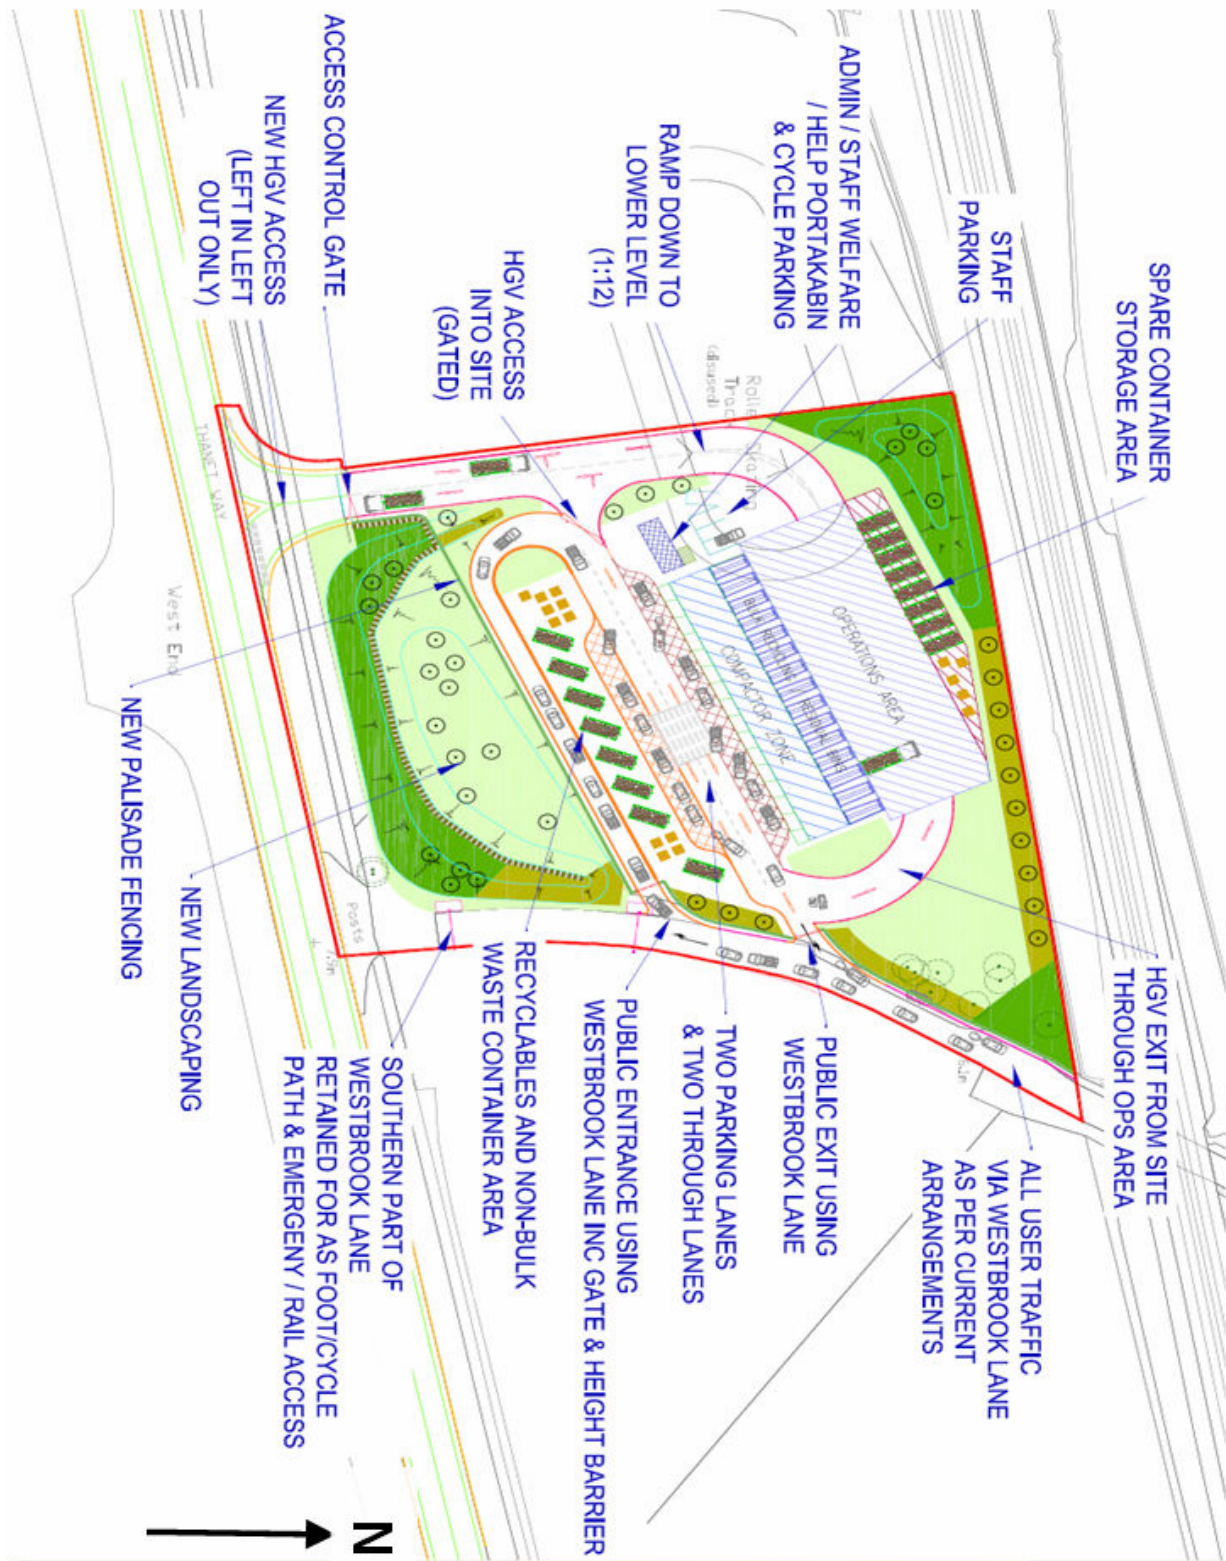 ACCESS CONTROL GATE
NEW HGV ACCESS
(LEFT IN LEFT
OUT ONLY)
ADMIN / STAFF WELFARE
/ HELP PORTAKABIN
& CYCLE PARKING
RAMP DOWN TO
LOWER LEVEL
(1:12)
HGV ACCESS
INTO SITE
(GATED)
STAFF
PARKING
SPARE CONTAINER
STORAGE AREA
(disused)
THANET WAY
West End
OPERATIONS AREA
COMPACTOR ZONE
NEW PALISADE FENCING
NEW LANDSCAPING
Posts
HGV EXIT FROM SITE
THROUGH OPS AREA
PUBLIC EXIT USING
WESTBROOK LANE
TWO PARKING LANES
& TWO THROUGH LANES
PUBLIC ENTRANCE USING
WESTBROOK LANE INC GATE & HEIGHT BARRIER
RECYCLABLES AND NON-BULK
WASTE CONTAINER AREA
SOUTHERN PART OF
WESTBROOK LANE
RETAINED FOR AS FOOT/CYCLE
PATH & EMERGENY / RAIL ACCESS
ALL USER TRAFFIC
VIA WESTBROOK LANE
AS PER CURRENT
ARRANGEMENTS
N